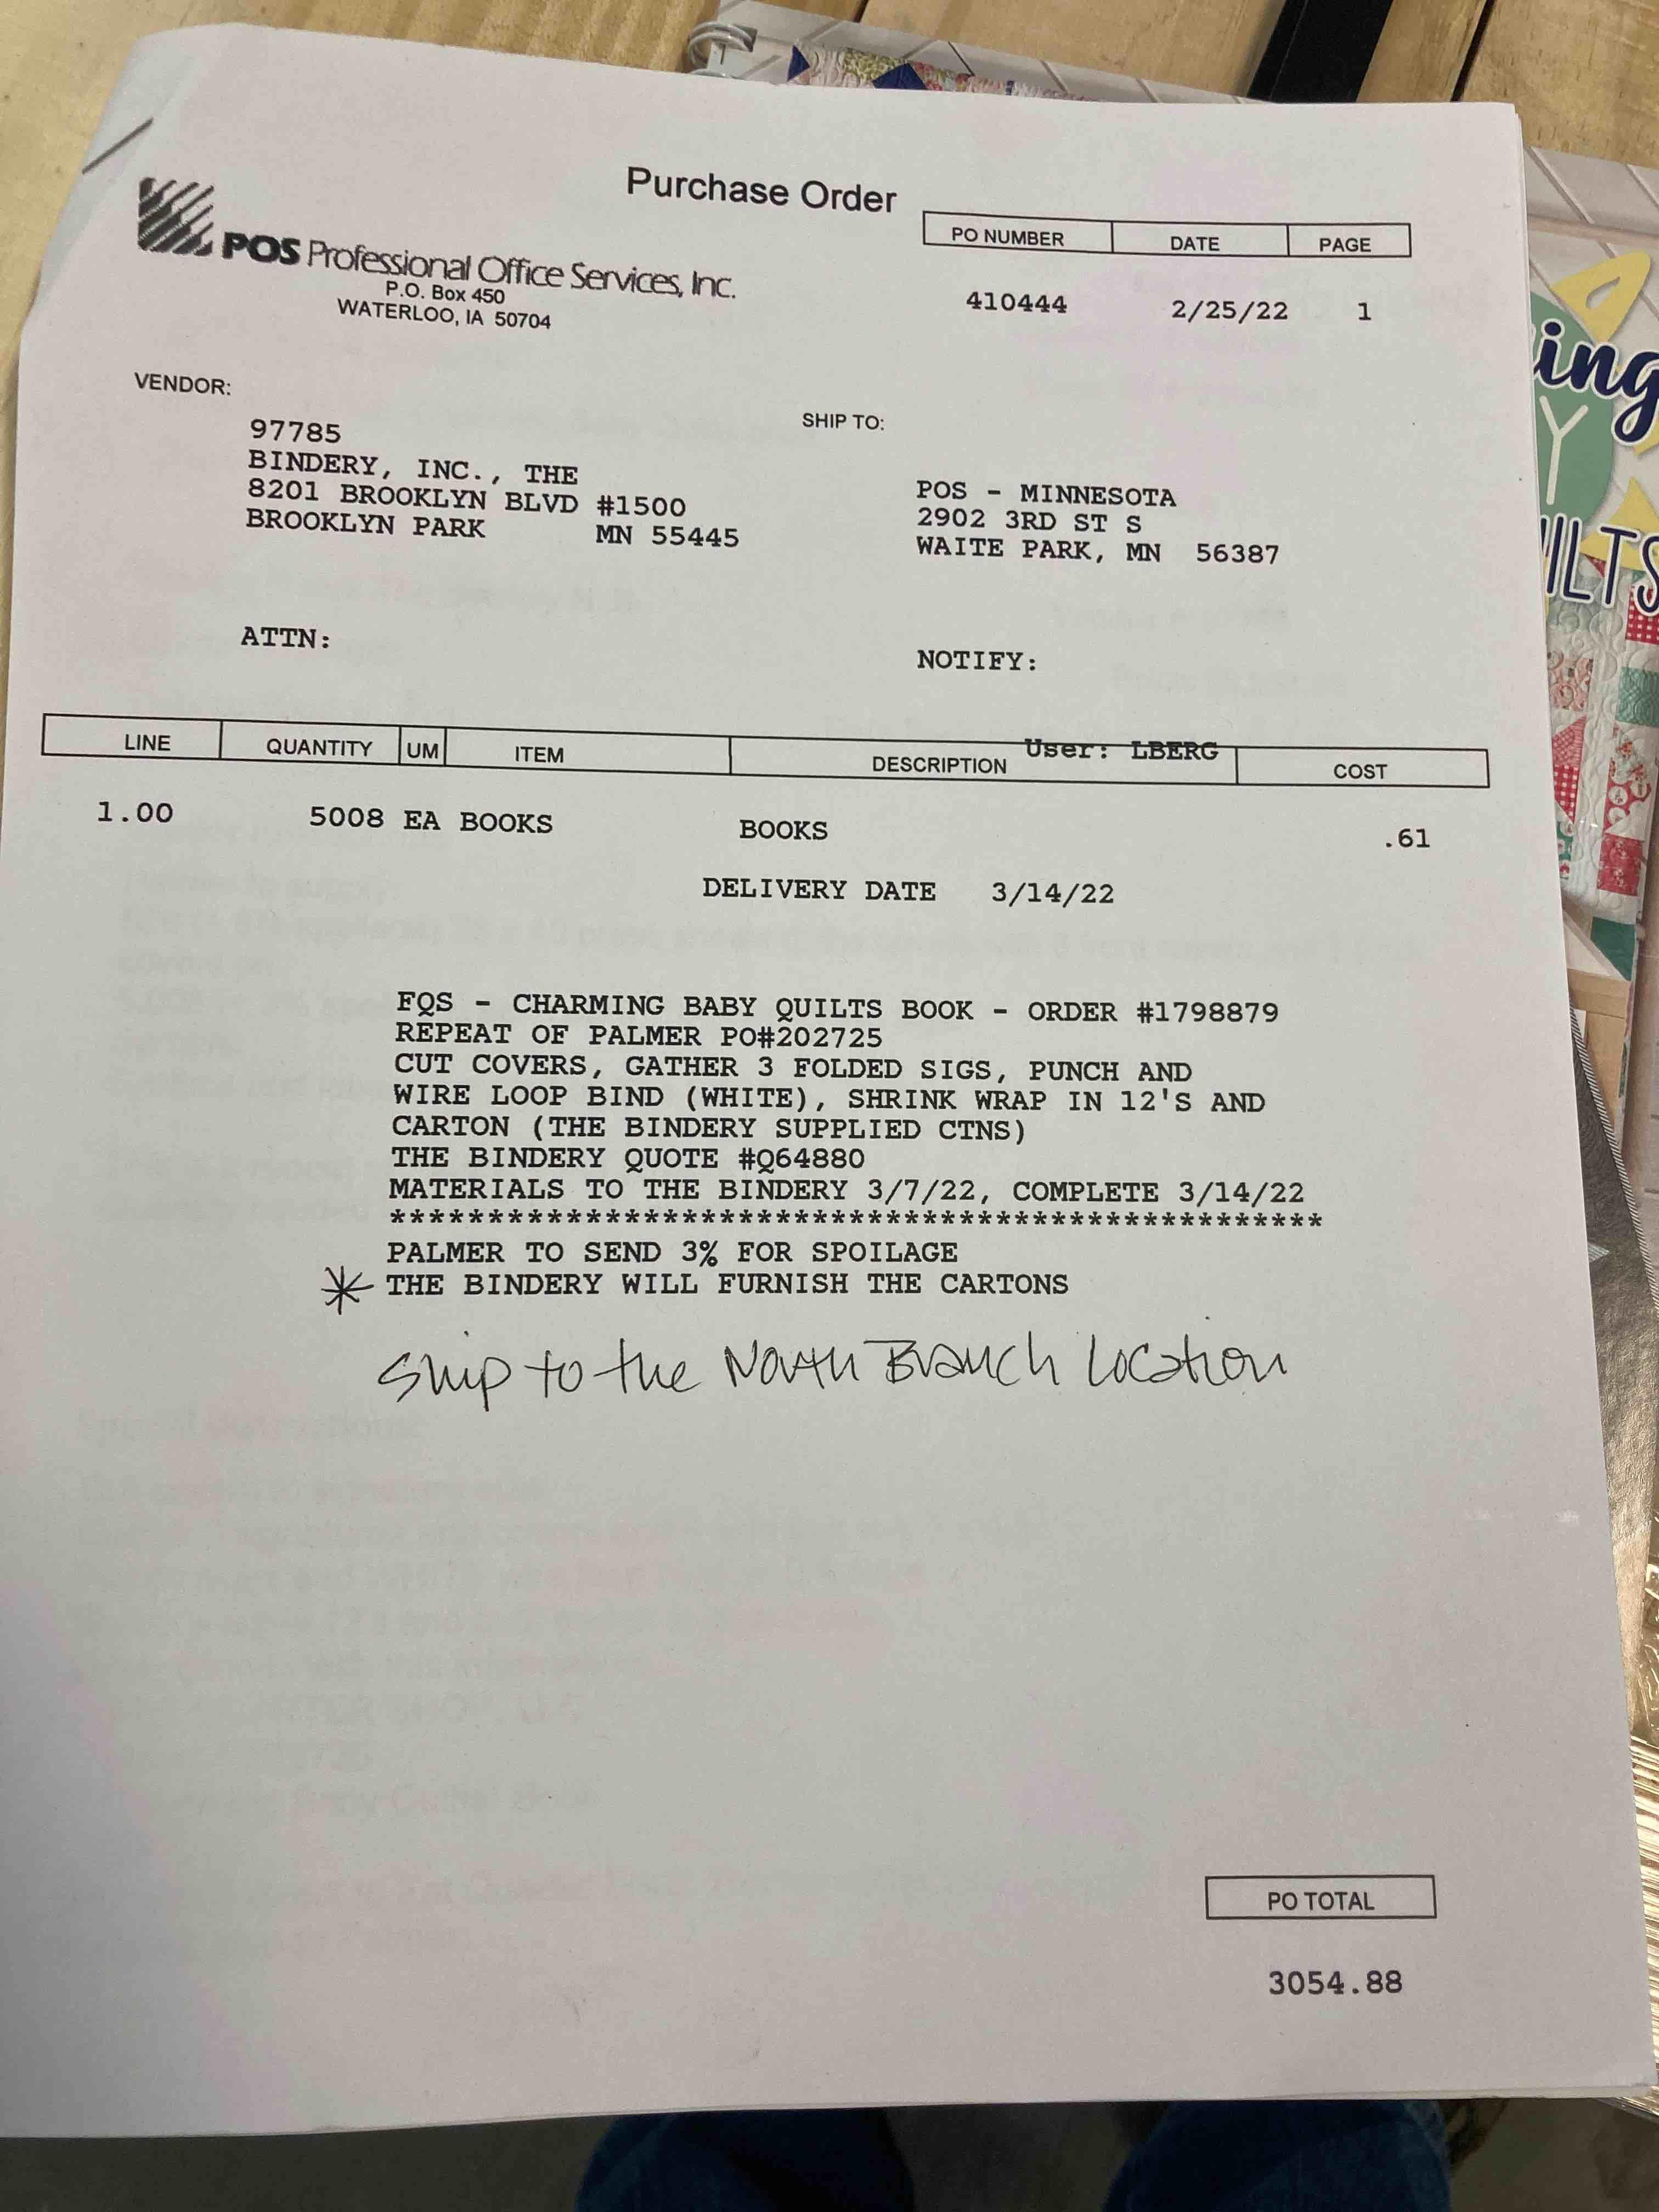 Purchase Order
POS Professional Office Services, Inc.
P.O. Box 450
WATERLOO, IA 50704
PO NUMBER DATE PAGE
410444 2/25/22 1
VENDOR:
97785
BINDERY, INC., THE
8201 BROOKLYN BLVD #1500
BROOKLYN PARK MN 55445
SHIP TO:
POS - MINNESOTA
2902 3RD ST S
WAITE PARK, MN 56387
ATTN:
NOTIFY:
User: LBERG
LINE QUANTITY UM ITEM DESCRIPTION COST
1.00 5008 EA BOOKS BOOKS .61
DELIVERY DATE 3/14/22
FQS - CHARMING BABY QUILTS BOOK - ORDER #1798879
REPEAT OF PALMER PO#202725
CUT COVERS, GATHER 3 FOLDED SIGS, PUNCH AND
WIRE LOOP BIND (WHITE), SHRINK WRAP IN 12'S AND
CARTON (THE BINDERY SUPPLIED CTNS)
THE BINDERY QUOTE #Q64880
MATERIALS TO THE BINDERY 3/7/22, COMPLETE 3/14/22
*************************************************
PALMER TO SEND 3% FOR SPOILAGE
* THE BINDERY WILL FURNISH THE CARTONS
Ship to the North Branch Location
PO TOTAL
3054.88
ing
Y
ILTS